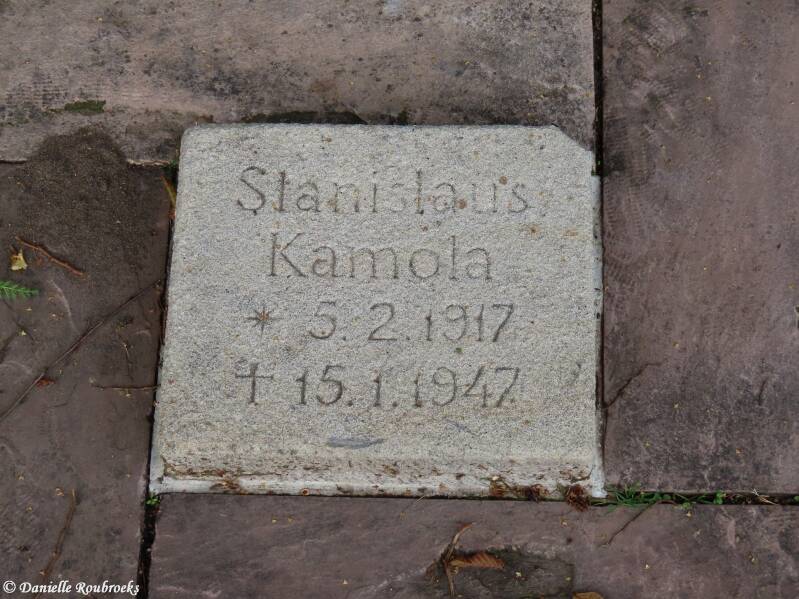 Stanislaus
Kamola
* 5.2.1917
† 15.1.1947
© Danielle Roubroeks